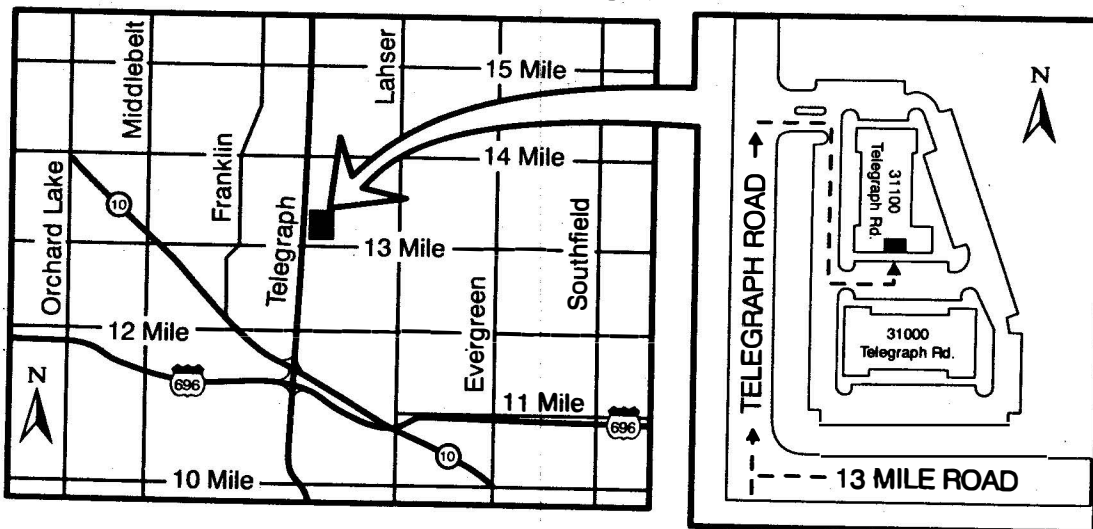 Middlebelt
Lahser
15 Mile
Franklin
14 Mile
10
Orchard Lake
Telegraph
13 Mile
Evergreen
Southfield
12 Mile
696
N
11 Mile
696
10
10 Mile
N
31100
Telegraph Rd.
TELEGRAPH ROAD
31000
Telegraph Rd.
13 MILE ROAD